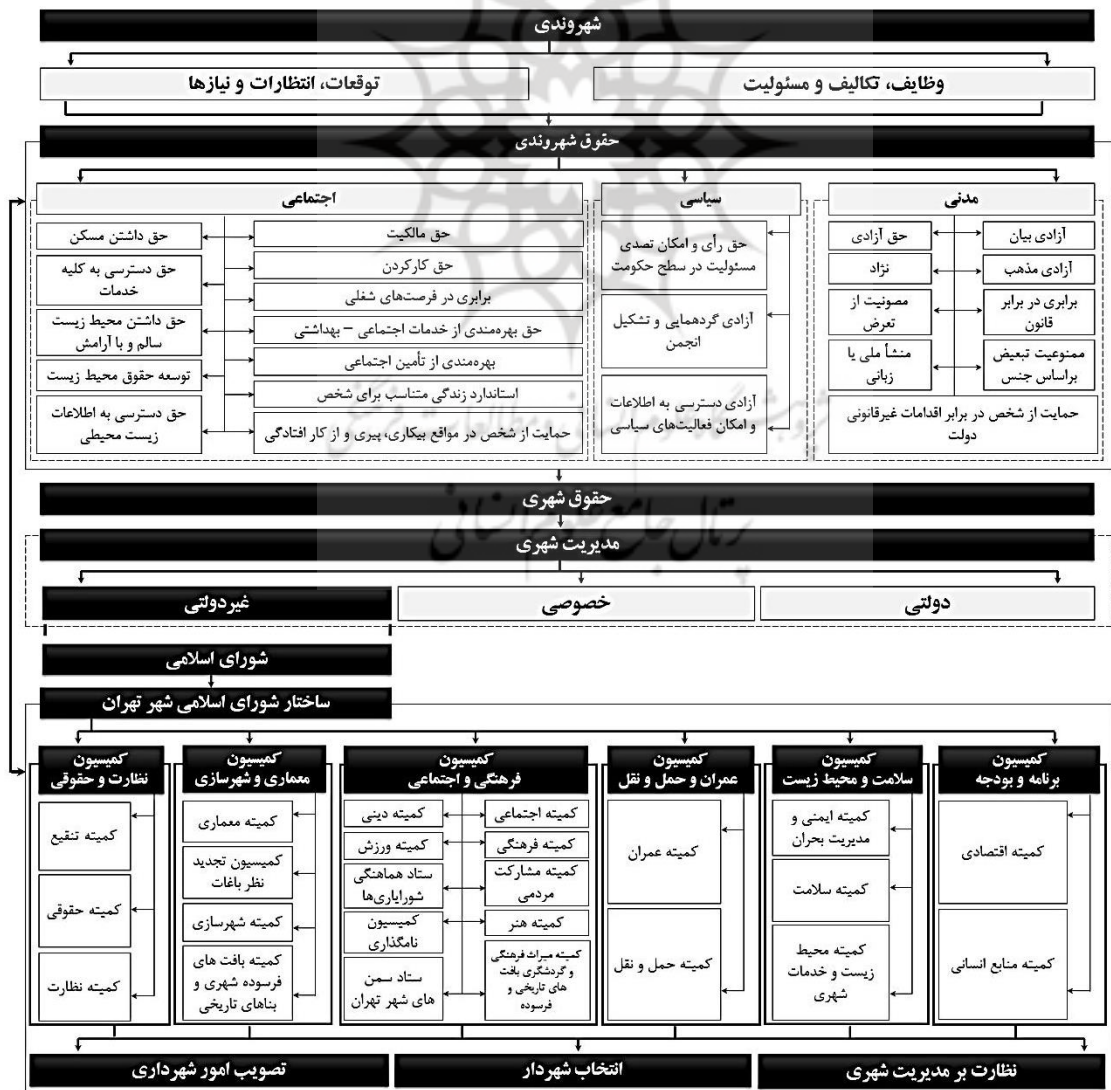 شهروندی
وظایف، تکالیف و مسئولیت
توقعات، انتظارات و نیازها
حقوق شهروندی
مدنی
آزادی بیان
حق آزادی
آزادی مذهب
نژاد
برابری در برابر
قانون
مصونیت از
تعرض
ممنوعیت تبعیض
براساس جنس
منشأ ملی یا
زبانی
حمایت از شخص در برابر اقدامات غیرقانونی
دولت
سیاسی
حق رأی و امکان تصدی
مسئولیت در سطح حکومت
آزادی گردهمایی و تشکیل
انجمن
آزادی دسترسی به اطلاعات
و امکان فعالیت‌های سیاسی
اجتماعی
حق مالکیت
حق کارکردن
برابری در فرصت‌های شغلی
حق بهره‌مندی از خدمات اجتماعی – بهداشتی
بهره‌مندی از تأمین اجتماعی
استاندارد زندگی متناسب برای شخص
حمایت از شخص در مواقع بیکاری، پیری و از کار افتادگی
حق داشتن مسکن
حق دسترسی به کلیه
خدمات
حق داشتن محیط زیست
سالم و با آرامش
توسعه حقوق محیط زیست
حق دسترسی به اطلاعات
زیست محیطی
پژوهشگاه علوم انسانی و مطالعات فرهنگی
پرتال جامع علوم انسانی
حقوق شهری
مدیریت شهری
دولتی
خصوصی
غیردولتی
شورای اسلامی
ساختار شورای اسلامی شهر تهران
کمیسیون
برنامه و بودجه
کمیته اقتصادی
کمیته منابع انسانی
کمیسیون
سلامت و محیط زیست
کمیته ایمنی و
مدیریت بحران
کمیته سلامت
کمیته محیط
زیست و خدمات
شهری
کمیسیون
عمران و حمل و نقل
کمیته عمران
کمیته حمل و نقل
کمیسیون
فرهنگی و اجتماعی
کمیته اجتماعی
کمیته فرهنگی
کمیته مشارکت
مردمی
کمیته هنر
کمیته میراث فرهنگی
و گردشگری بافت
های تاریخی و
فرسوده
کمیته دینی
کمیته ورزش
ستاد هماهنگی
شورایاری‌ها
کمیسیون
نامگذاری
ستاد سمن
های شهر تهران
کمیسیون
معماری و شهرسازی
کمیته معماری
کمیسیون تجدید
نظر باغات
کمیته شهرسازی
کمیته بافت های
فرسوده شهری و
بناهای تاریخی
کمیسیون
نظارت و حقوقی
کمیته تنقیع
کمیته حقوقی
کمیته نظارت
نظارت بر مدیریت شهری
انتخاب شهردار
تصویب امور شهرداری